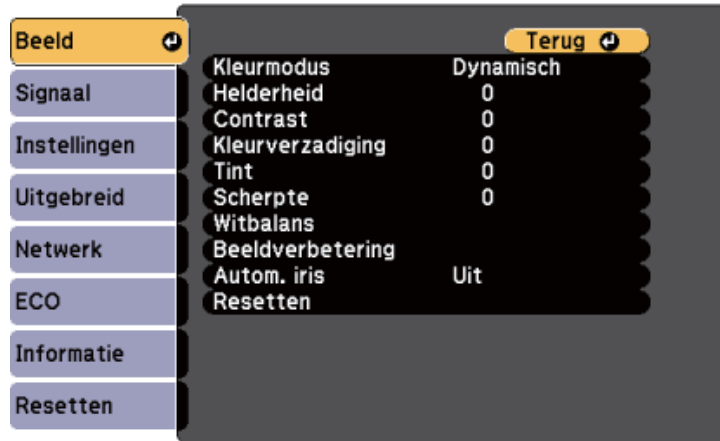 Beeld
Signaal
Instellingen
Uitgebreid
Netwerk
ECO
Informatie
Resetten
Terug
Kleurmodus Dynamisch
Helderheid 0
Contrast 0
Kleurverzadiging 0
Tint 0
Scherpte 0
Witbalans
Beeldverbetering
Autom. iris Uit
Resetten